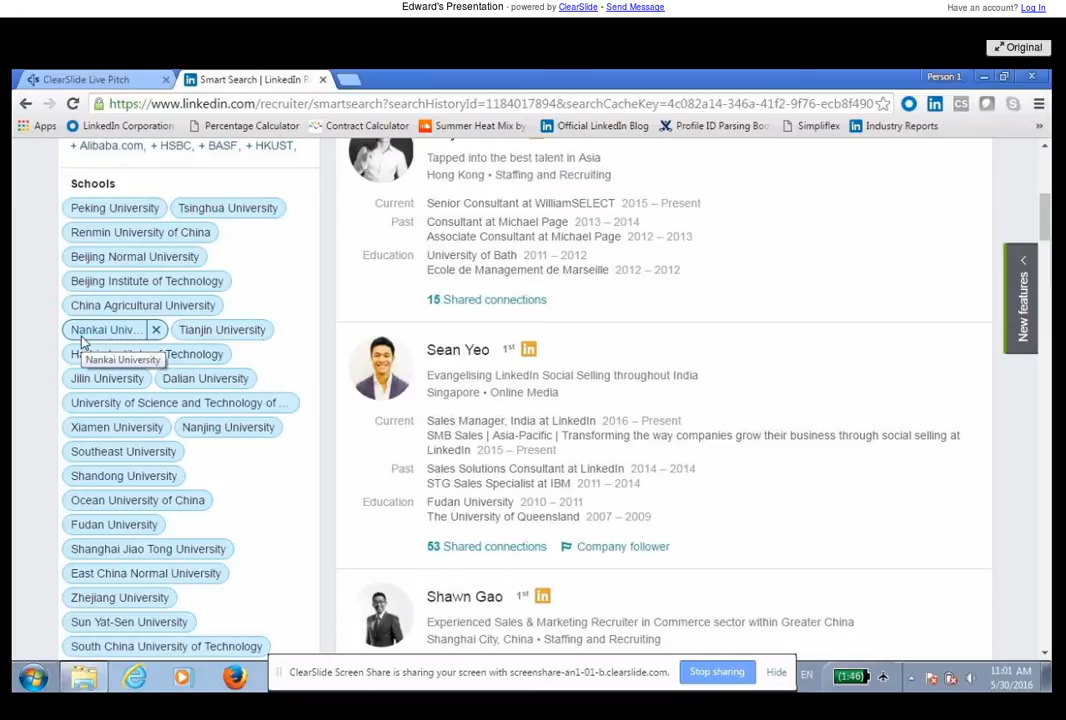 Edward's Presentation - powered by ClearSlide - Send Message
Have an account? Log In
Original
ClearSlide Live Pitch
Smart Search | LinkedIn R
Person 1
https://www.linkedin.com/recruiter/smartsearch?searchHistoryId=1184017894&searchCacheKey=4c082a14-346a-41f2-9f76-ecb8f490
Apps
LinkedIn Corporation
Percentage Calculator
Contract Calculator
Summer Heat Mix by
Official LinkedIn Blog
Profile ID Parsing Boo
Simpliflex
Industry Reports
»
+ Alibaba.com, + HSBC, + BASF, + HKUST,
Schools
Peking University
Tsinghua University
Renmin University of China
Beijing Normal University
Beijing Institute of Technology
China Agricultural University
Nankai Univ...
Tianjin University
Technology
Nankai University
Jilin University
Dalian University
University of Science and Technology of ...
Xiamen University
Nanjing University
Southeast University
Shandong University
Ocean University of China
Fudan University
Shanghai Jiao Tong University
East China Normal University
Zhejiang University
Sun Yat-Sen University
South China University of Technology
Tapped into the best talent in Asia
Hong Kong • Staffing and Recruiting
Current Senior Consultant at WilliamSELECT 2015 – Present
Past Consultant at Michael Page 2013 – 2014
Associate Consultant at Michael Page 2012 – 2013
Education University of Bath 2011 – 2012
Ecole de Management de Marseille 2012 – 2012
15 Shared connections
Sean Yeo 1st in
Evangelising LinkedIn Social Selling throughout India
Singapore • Online Media
Current Sales Manager, India at LinkedIn 2016 – Present
SMB Sales | Asia-Pacific | Transforming the way companies grow their business through social selling at
LinkedIn 2015 – Present
Past Sales Solutions Consultant at LinkedIn 2014 – 2014
STG Sales Specialist at IBM 2011 – 2014
Education Fudan University 2010 – 2011
The University of Queensland 2007 – 2009
53 Shared connections Company follower
Shawn Gao 1st in
Experienced Sales & Marketing Recruiter in Commerce sector within Greater China
Shanghai City, China • Staffing and Recruiting
New features
ClearSlide Screen Share is sharing your screen with screenshare-an1-01-b.clearslide.com.
Stop sharing
Hide
EN
(1:46)
11:01 AM
5/30/2016